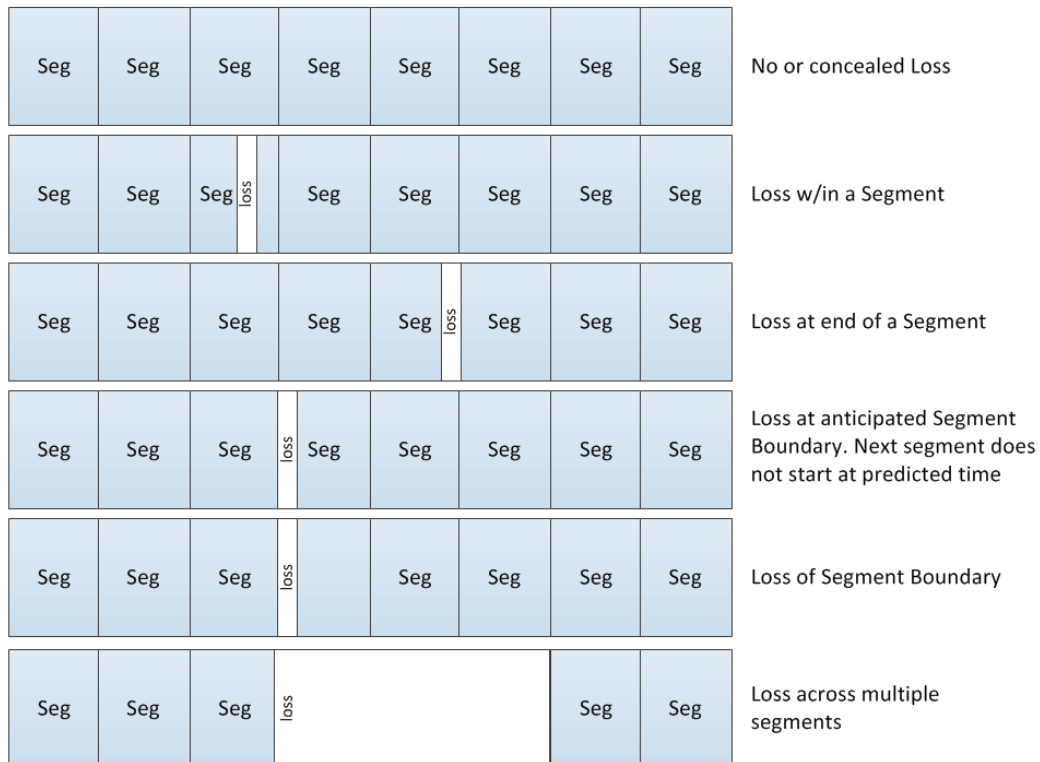 Seg Seg Seg Seg Seg Seg Seg Seg No or concealed Loss
Seg Seg Seg loss Seg Seg Seg Seg Seg Loss w/in a Segment
Seg Seg Seg Seg Seg loss Seg Seg Seg Loss at end of a Segment
Seg Seg Seg loss Seg Seg Seg Seg Seg
Loss at anticipated Segment
Boundary. Next segment does
not start at predicted time
Seg Seg Seg loss Seg Seg Seg Seg Loss of Segment Boundary
Seg Seg Seg loss Seg Seg
Loss across multiple
segments